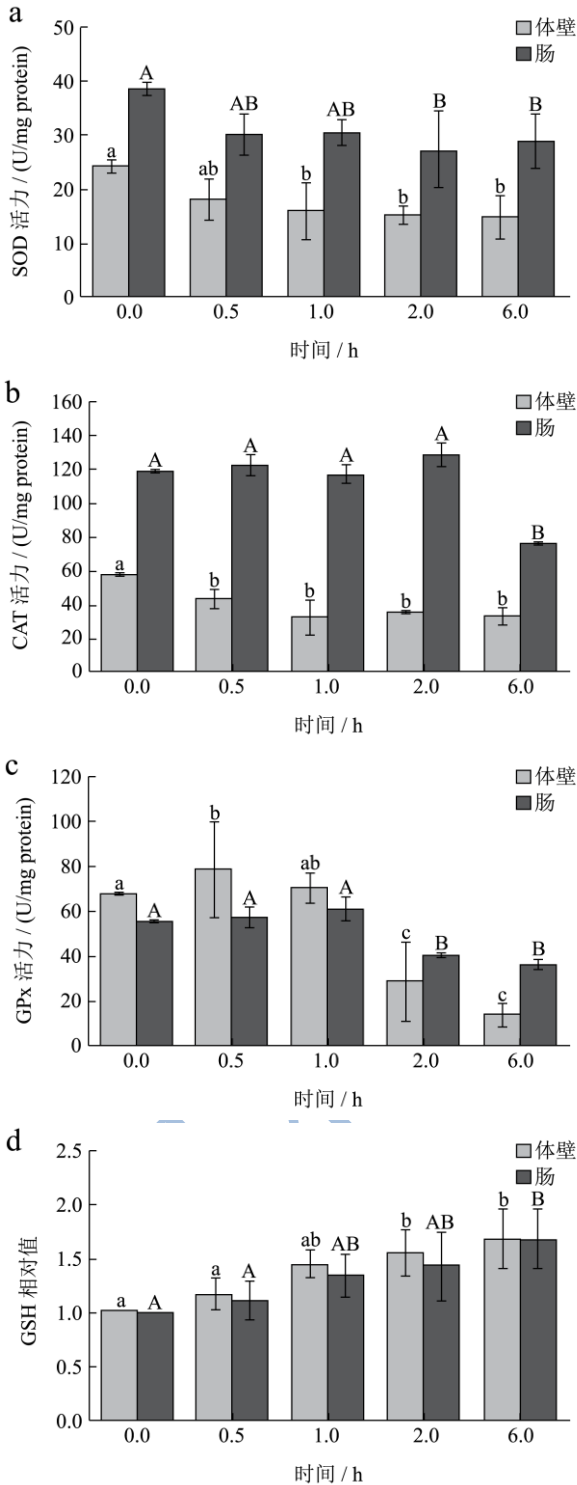 a
体壁
肠
SOD 活力 / (U/mg protein)
50
40
30
20
10
0
a A ab AB b AB b B b B
0.0 0.5 1.0 2.0 6.0
时间 / h
b
体壁
肠
CAT 活力 / (U/mg protein)
160
140
120
100
80
60
40
20
0
a A b A b A b A b B
0.0 0.5 1.0 2.0 6.0
时间 / h
c
体壁
肠
GPx 活力 / (U/mg protein)
120
100
80
60
40
20
0
a A b A ab A c B c B
0.0 0.5 1.0 2.0 6.0
时间 / h
d
体壁
肠
GSH 相对值
2.5
2.0
1.5
1.0
0.5
0.0
a A a A ab AB b AB b B
0.0 0.5 1.0 2.0 6.0
时间 / h